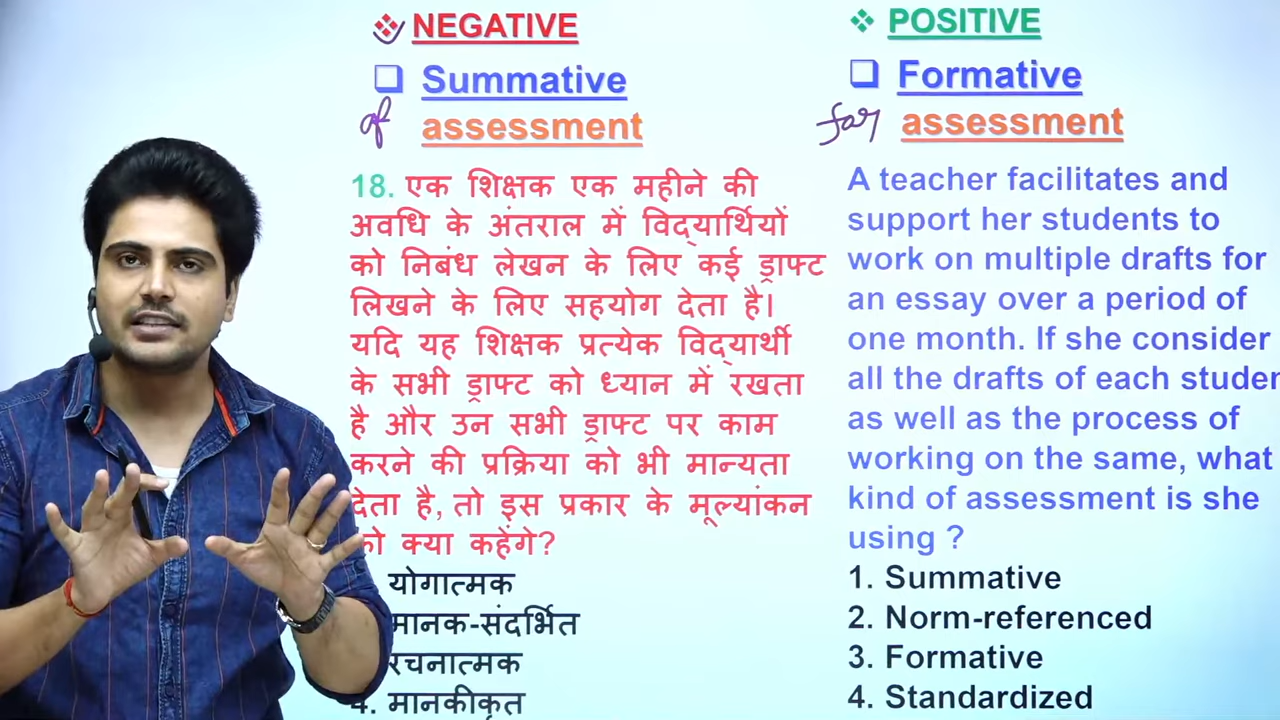 NEGATIVE
Summative
of assessment
18. एक शिक्षक एक महीने की
अवधि के अंतराल में विद्यार्थियों
को निबंध लेखन के लिए कई ड्राफ्ट
लिखने के लिए सहयोग देता है।
यदि यह शिक्षक प्रत्येक विद्यार्थी
के सभी ड्राफ्ट को ध्यान में रखता
है और उन सभी ड्राफ्ट पर काम
करने की प्रक्रिया को भी मान्यता
देता है, तो इस प्रकार के मूल्यांकन
को क्या कहेंगे?
योगात्मक
मानक-संदर्भित
रचनात्मक
4. मानकीकृत
POSITIVE
Formative
for assessment
A teacher facilitates and
support her students to
work on multiple drafts for
an essay over a period of
one month. If she consider
all the drafts of each studen
as well as the process of
working on the same, what
kind of assessment is she
using ?
1. Summative
2. Norm-referenced
3. Formative
4. Standardized